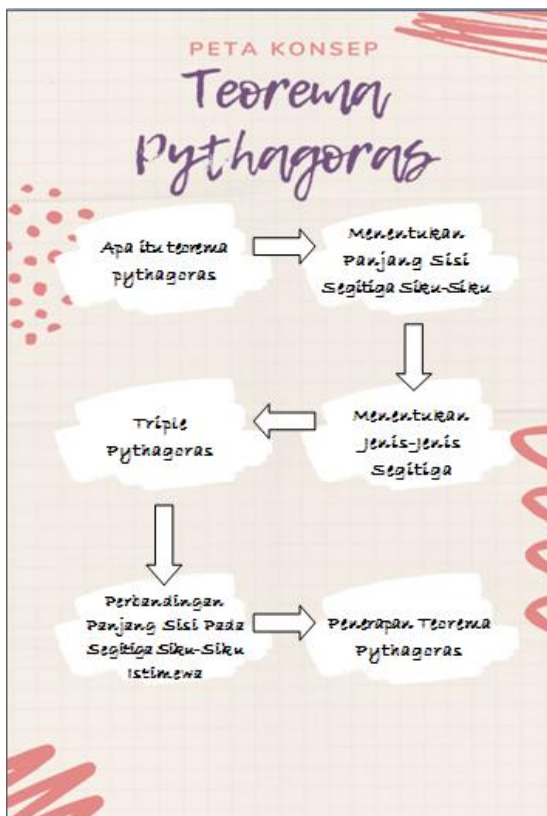 PETA KONSEP
Teorema
Pythagoras
Apa itu teorema
pythagoras
Menentukan
Panjang Sisi
Segitiga Siku-Siku
Menentukan
Jenis-Jenis
Segitiga
Triple
Pythagoras
Perbandingan
Panjang Sisi Pada
Segitiga Siku-Siku
Istimewa
Penerapan Teorema
Pythagoras